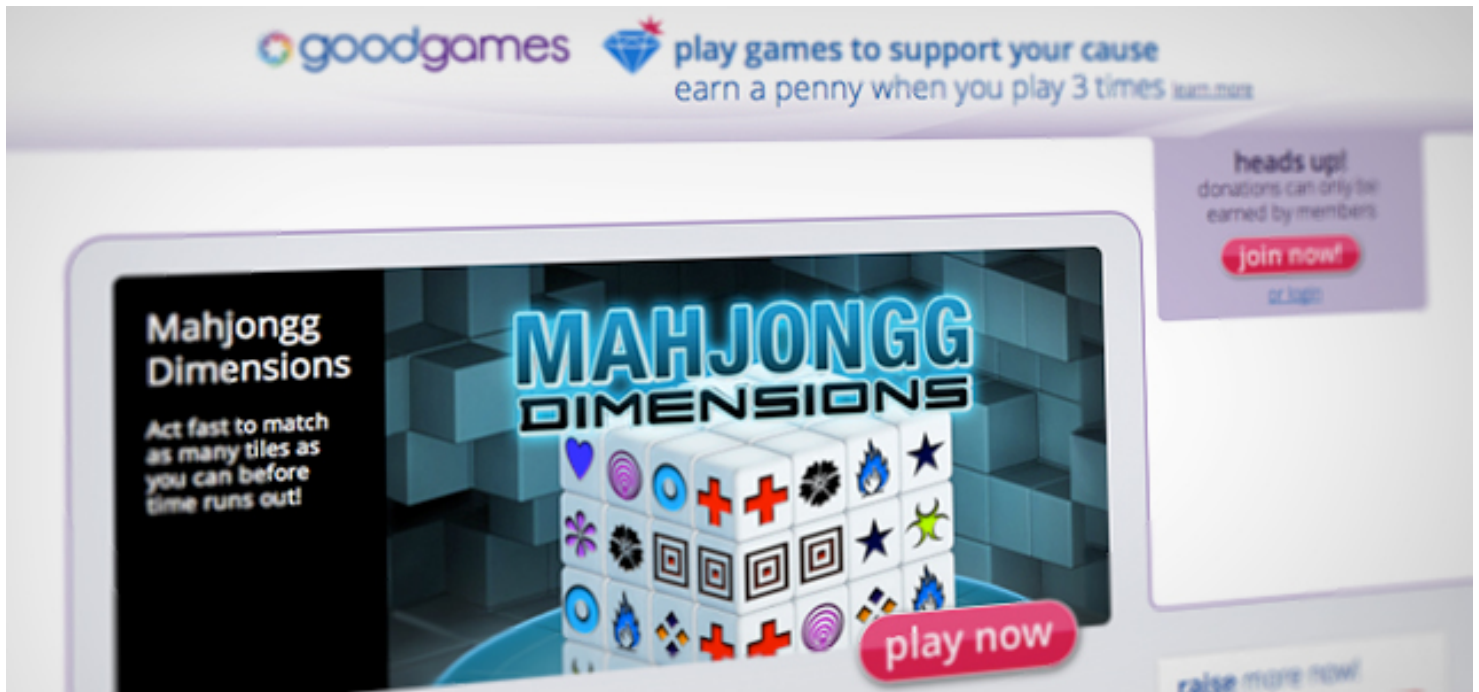 goodgames
play games to support your cause
earn a penny when you play 3 times learn more
heads up!
donations can only be
earned by members
join now!
or login
Mahjongg
Dimensions
Act fast to match
as many tiles as
you can before
time runs out!
MAHJONGG
DIMENSIONS
play now
raise more now!